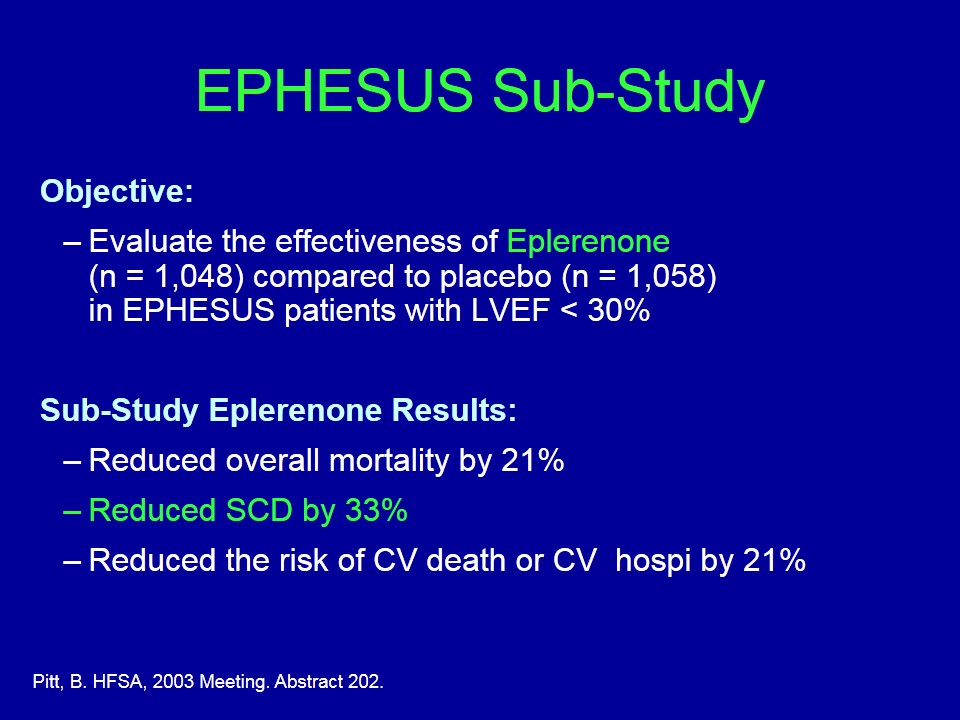 EPHESUS Sub-Study
Objective:
– Evaluate the effectiveness of Eplerenone
(n = 1,048) compared to placebo (n = 1,058)
in EPHESUS patients with LVEF < 30%
Sub-Study Eplerenone Results:
– Reduced overall mortality by 21%
– Reduced SCD by 33%
– Reduced the risk of CV death or CV  hospi by 21%
Pitt, B. HFSA, 2003 Meeting. Abstract 202.